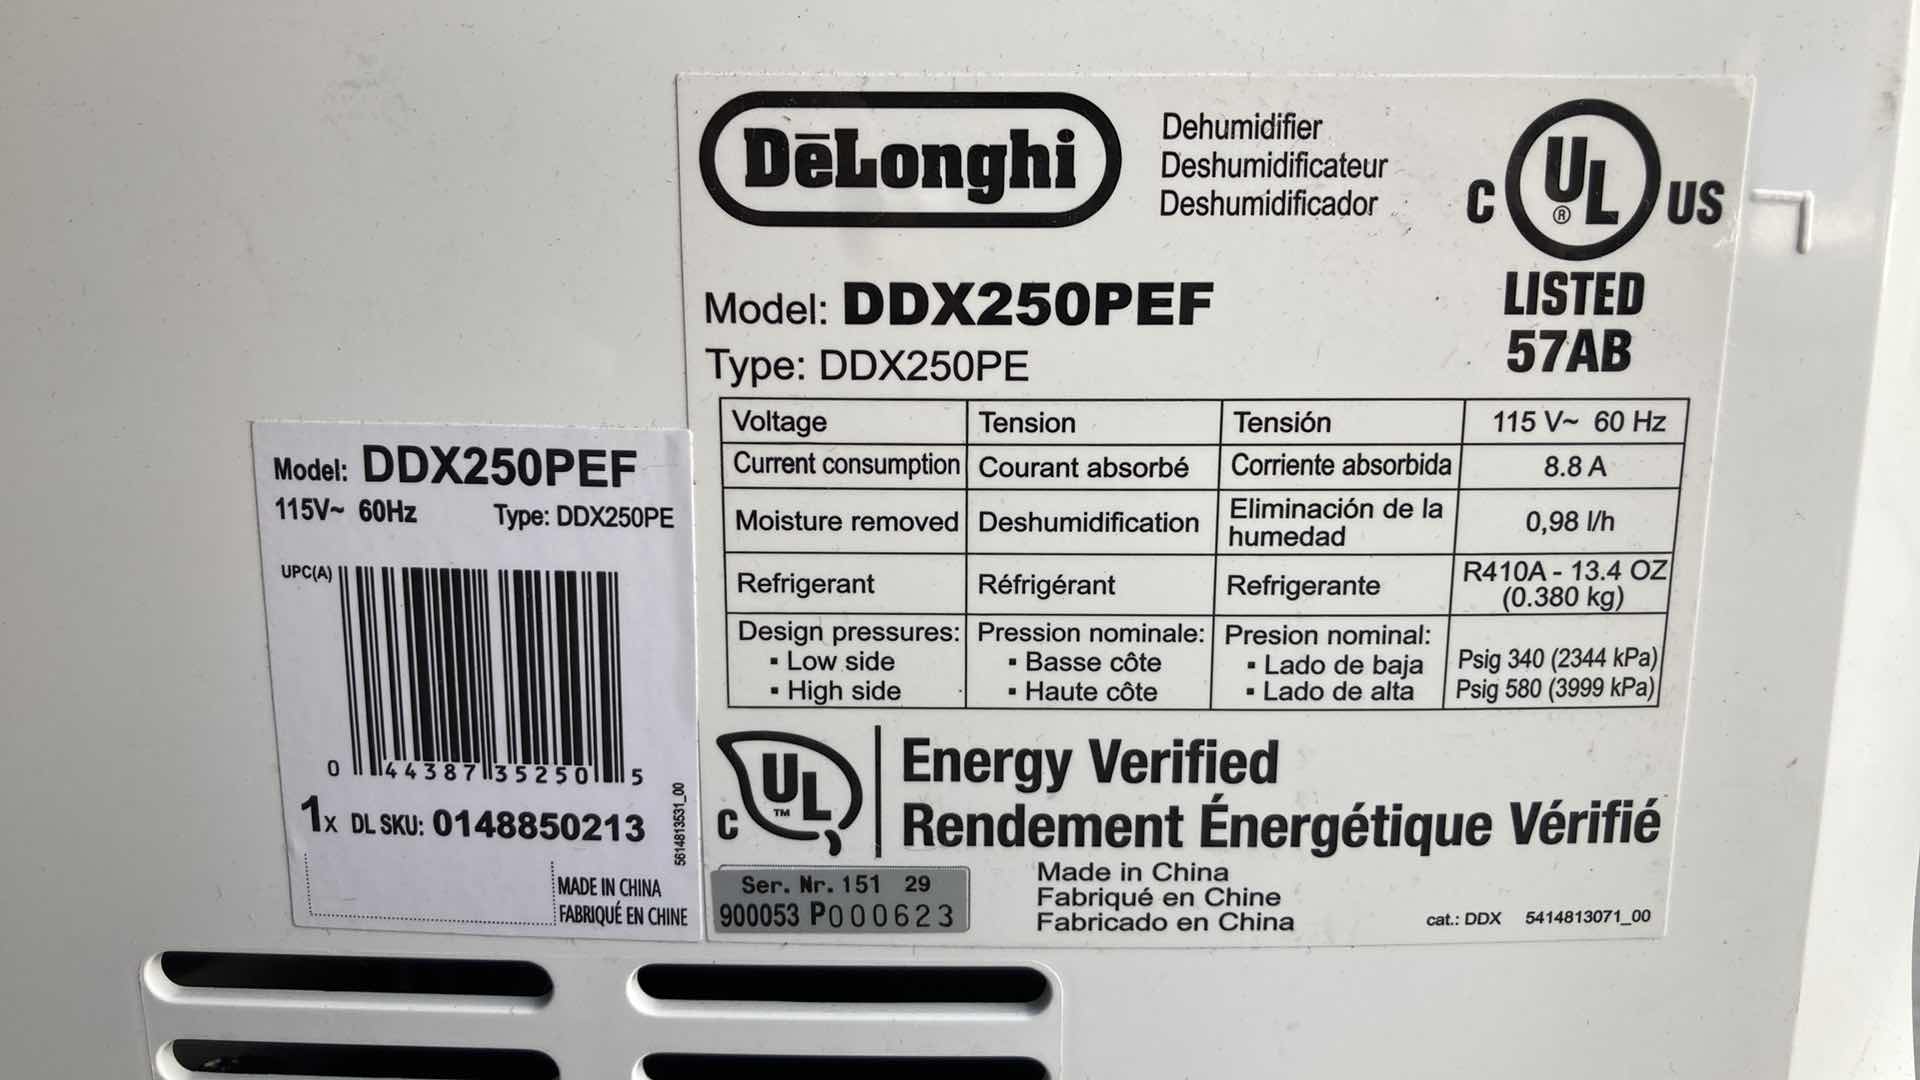 DeLonghi
Dehumidifier
Deshumidificateur
Deshumidificador
C UL® US
LISTED
57AB
Model: DDX250PEF
Type: DDX250PE
Voltage Tension Tensión 115 V~ 60 Hz
Current consumption Courant absorbé Corriente absorbida 8.8 A
Moisture removed Deshumidification Eliminación de la humedad 0,98 l/h
Refrigerant Réfrigérant Refrigerante R410A - 13.4 OZ (0.380 kg)
Design pressures: Pression nominale: Presion nominal:
▪ Low side ▪ Basse côte ▪ Lado de baja Psig 340 (2344 kPa)
▪ High side ▪ Haute côte ▪ Lado de alta Psig 580 (3999 kPa)
C UL™
Energy Verified
Rendement Énergétique Vérifié
Ser. Nr. 151 29
900053 P000623
Made in China
Fabriqué en Chine
Fabricado en China
cat.: DDX 5414813071_00
Model: DDX250PEF
115V~ 60Hz Type: DDX250PE
UPC(A)
0 44387 35250 5
1x DL SKU: 0148850213
5614813531_00
MADE IN CHINA
FABRIQUÉ EN CHINE